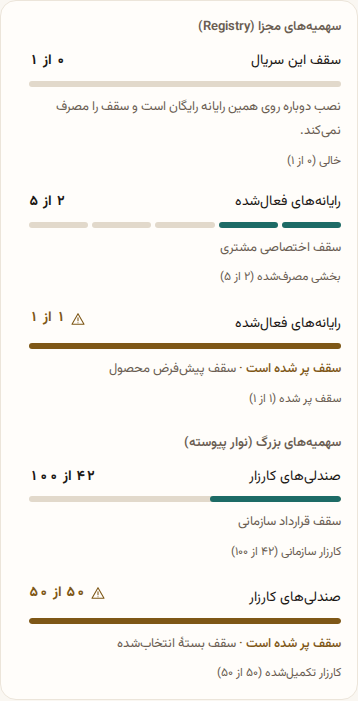 سهمیه‌های مجزا (Registry)
سقف این سریال
۰ از ۱
نصب دوباره روی همین رایانه رایگان است و سقف را مصرف
نمی‌کند.
خالی (۰ از ۱)
رایانه‌های فعال‌شده
۲ از ۵
سقف اختصاصی مشتری
بخشی مصرف‌شده (۲ از ۵)
رایانه‌های فعال‌شده
۱ از ۱
سقف پر شده است · سقف پیش‌فرض محصول
سقف پر شده (۱ از ۱)
سهمیه‌های بزرگ (نوار پیوسته)
صندلی‌های کارزار
۴۲ از ۱۰۰
سقف قرارداد سازمانی
کارزار سازمانی (۴۲ از ۱۰۰)
صندلی‌های کارزار
۵۰ از ۵۰
سقف پر شده است · سقف بستهٔ انتخاب‌شده
کارزار تکمیل‌شده (۵۰ از ۵۰)